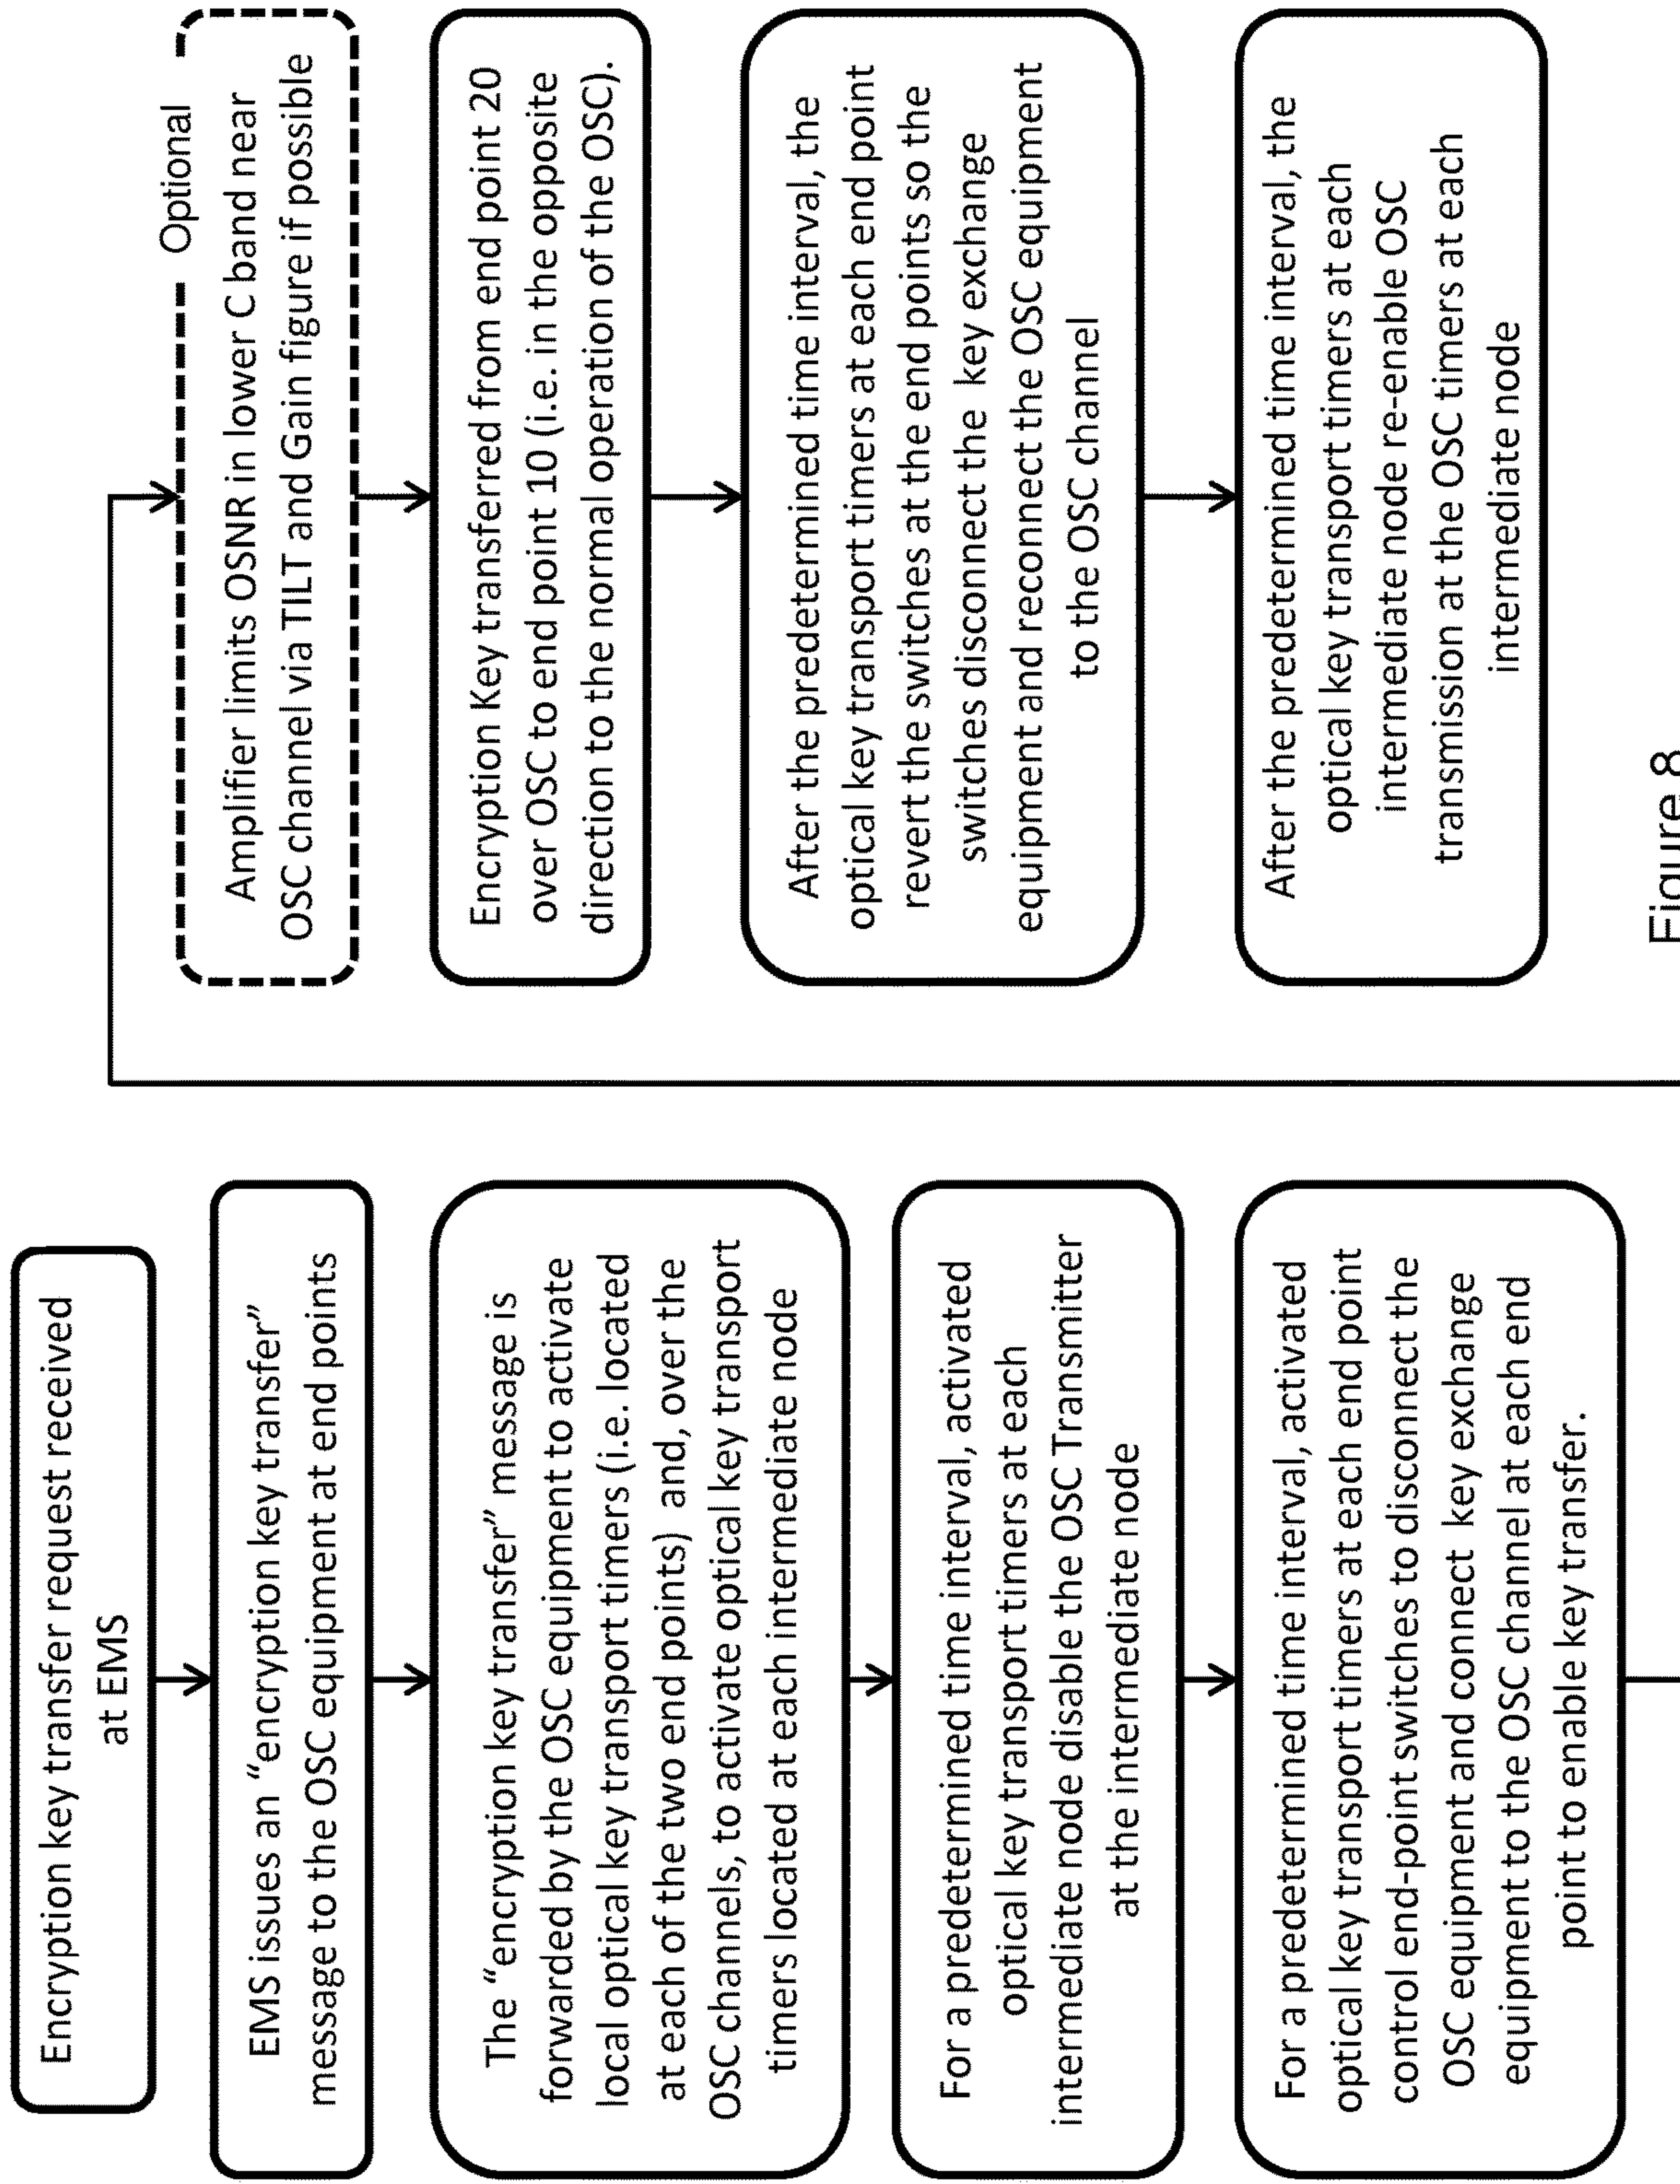 Encryption key transfer request received
at EMS
EMS issues an “encryption key transfer”
message to the OSC equipment at end points
The “encryption key transfer” message is
forwarded by the OSC equipment to activate
local optical key transport timers (i.e. located
at each of the two end points) and, over the
OSC channels, to activate optical key transport
timers located at each intermediate node
For a predetermined time interval, activated
optical key transport timers at each
intermediate node disable the OSC Transmitter
at the intermediate node
For a predetermined time interval, activated
optical key transport timers at each end point
control end-point switches to disconnect the
OSC equipment and connect key exchange
equipment to the OSC channel at each end
point to enable key transfer.
Optional
Amplifier limits OSNR in lower C band near
OSC channel via TILT and Gain figure if possible
Encryption Key transferred from end point 20
over OSC to end point 10 (i.e. in the opposite
direction to the normal operation of the OSC).
After the predetermined time interval, the
optical key transport timers at each end point
revert the switches at the end points so the
switches disconnect the key exchange
equipment and reconnect the OSC equipment
to the OSC channel
After the predetermined time interval, the
optical key transport timers at each
intermediate node re-enable OSC
transmission at the OSC timers at each
intermediate node
Figure 8